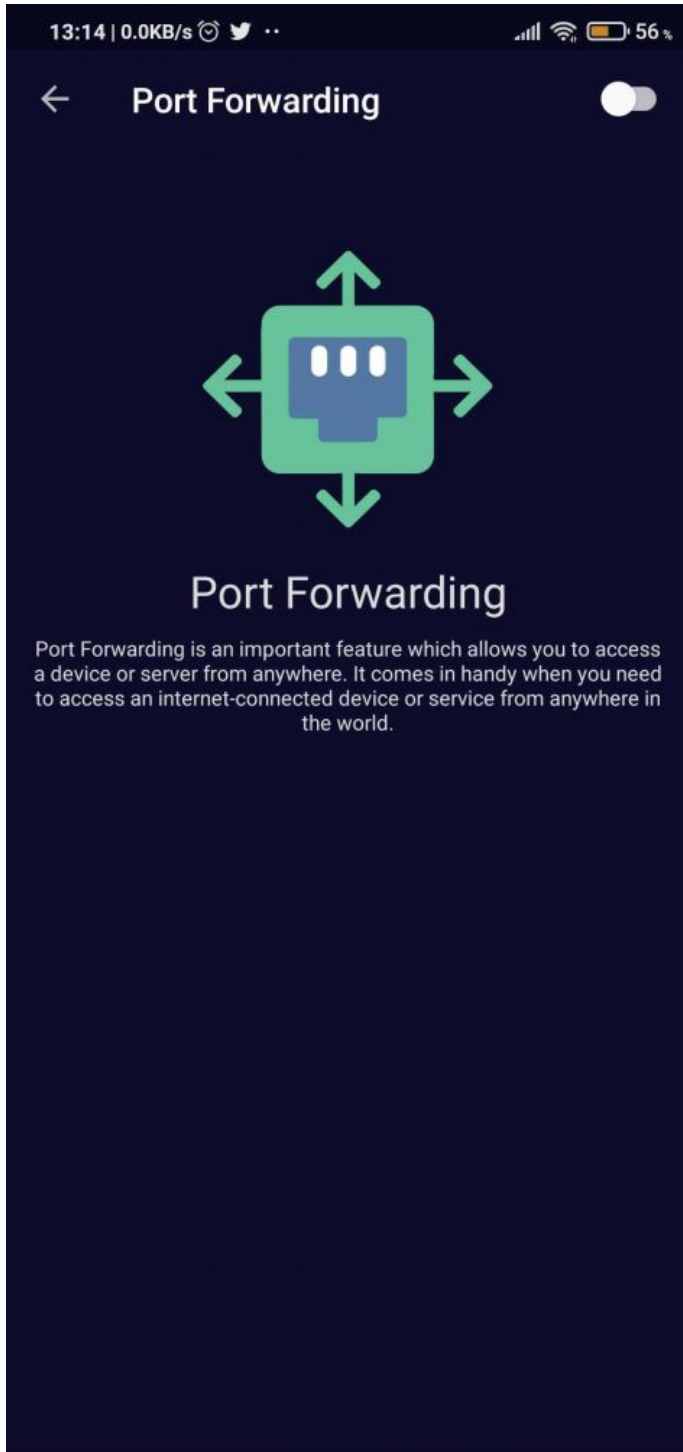 13:14 | 0.0KB/s 56 %
Port Forwarding
Port Forwarding
Port Forwarding is an important feature which allows you to access
a device or server from anywhere. It comes in handy when you need
to access an internet-connected device or service from anywhere in
the world.